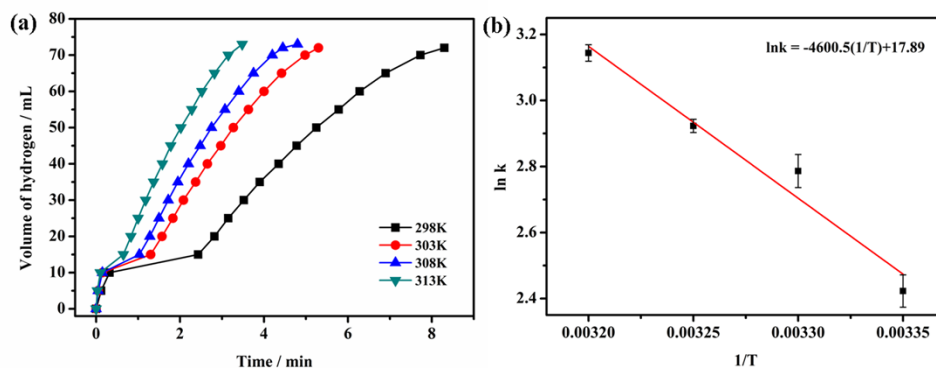 (a)
Volume of hydrogen / mL
80
70
60
50
40
30
20
10
0
298K
303K
308K
313K
0
2
4
6
8
Time / min
(b)
ln k
3.2
3.0
2.8
2.6
2.4
lnk = -4600.5(1/T)+17.89
0.00320
0.00325
0.00330
0.00335
1/T